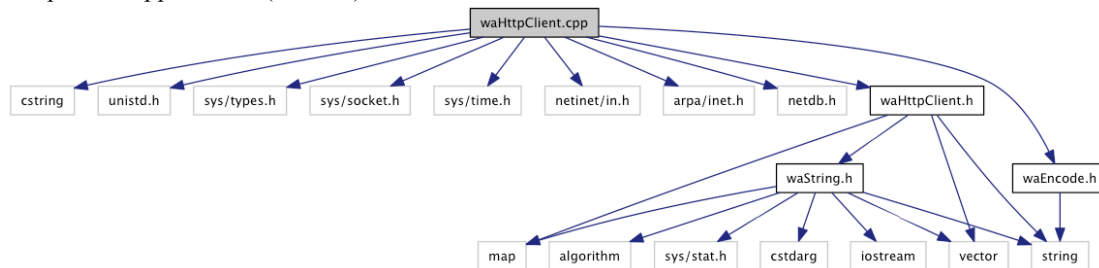 waHttpClient.cpp
cstring unistd.h sys/types.h sys/socket.h sys/time.h netinet/in.h arpa/inet.h netdb.h waHttpClient.h
waString.h waEncode.h
map algorithm sys/stat.h cstdarg iostream vector string